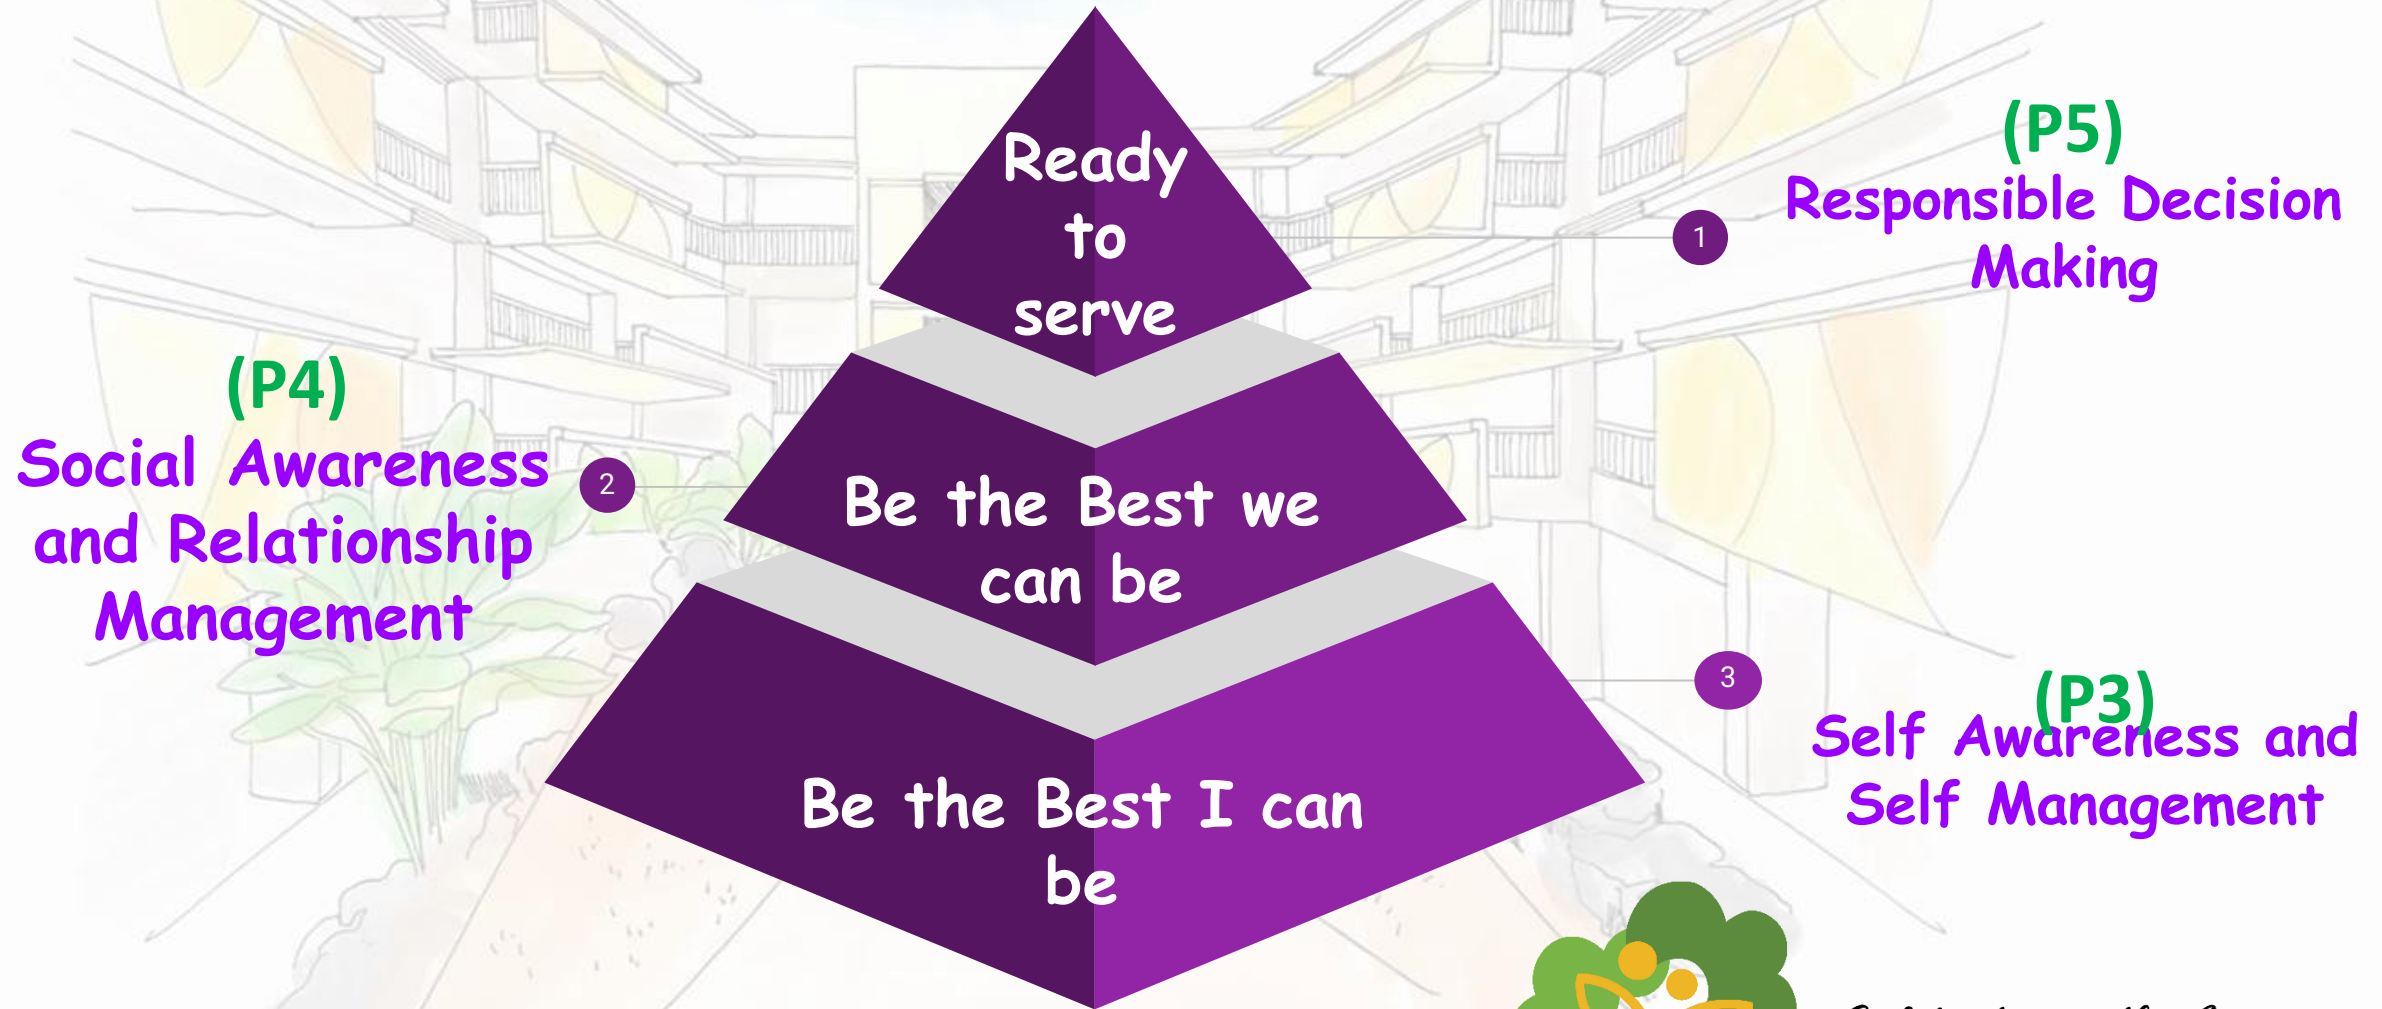 Ready
to
serve
1
(P5)
Responsible Decision
Making
(P4)
Social Awareness
and Relationship
Management
2
Be the Best we
can be
3
(P3)
Self Awareness and
Self Management
Be the Best I can
be